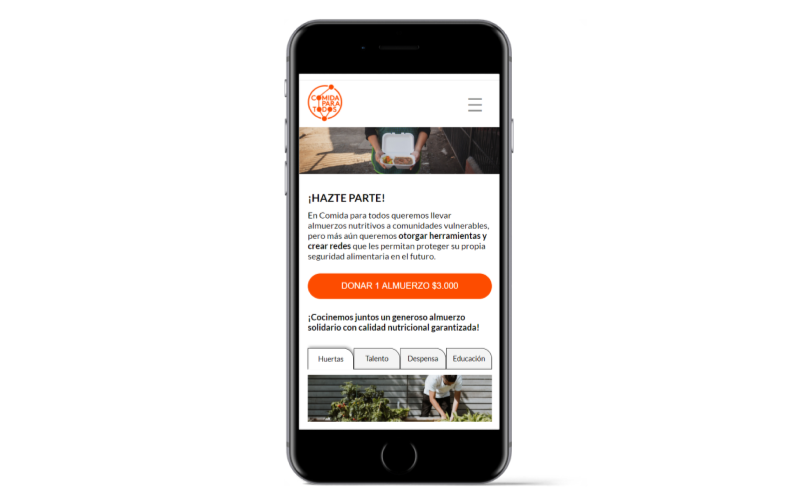 COMIDA
PARA
TODOS
¡HAZTE PARTE!
En Comida para todos queremos llevar
almuerzos nutritivos a comunidades vulnerables,
pero más aún queremos otorgar herramientas y
crear redes que les permitan proteger su propia
seguridad alimentaria en el futuro.
DONAR 1 ALMUERZO $3.000
¡Cocinemos juntos un generoso almuerzo
solidario con calidad nutricional garantizada!
Huertas Talento Despensa Educación